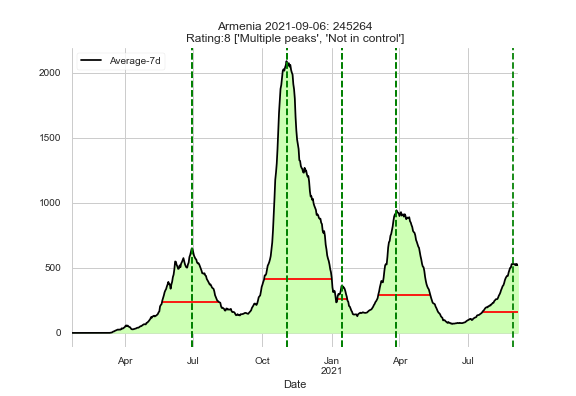 Armenia 2021-09-06: 245264
Rating:8 ['Multiple peaks', 'Not in control']
Average-7d
2000
1500
1000
500
0
Apr Jul Oct Jan Apr Jul
2021
Date